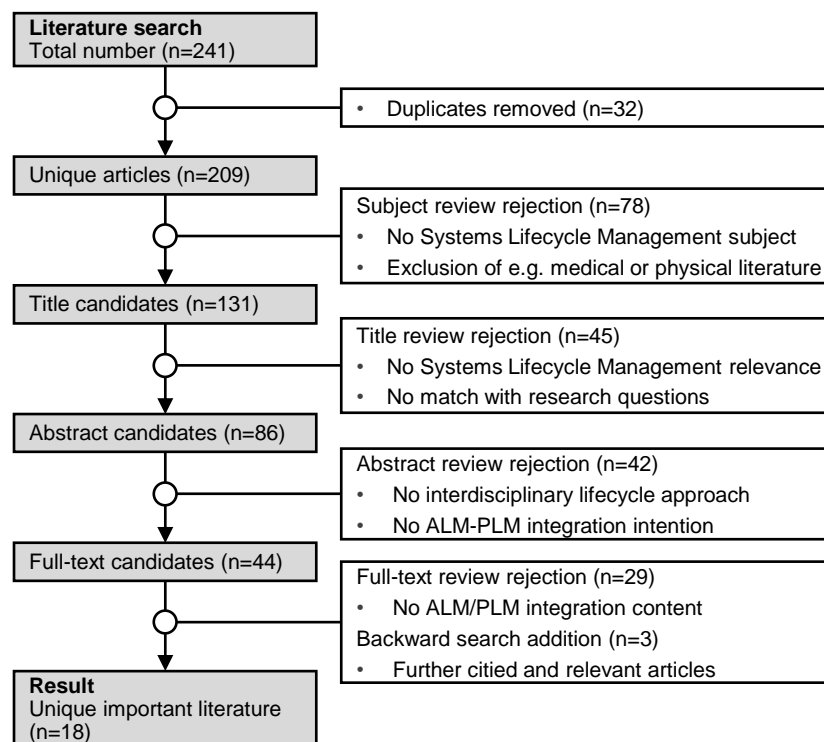 Literature search
Total number (n=241)
• Duplicates removed (n=32)
Unique articles (n=209)
Subject review rejection (n=78)
• No Systems Lifecycle Management subject
• Exclusion of e.g. medical or physical literature
Title candidates (n=131)
Title review rejection (n=45)
• No Systems Lifecycle Management relevance
• No match with research questions
Abstract candidates (n=86)
Abstract review rejection (n=42)
• No interdisciplinary lifecycle approach
• No ALM-PLM integration intention
Full-text candidates (n=44)
Full-text review rejection (n=29)
• No ALM/PLM integration content
Backward search addition (n=3)
• Further citied and relevant articles
Result
Unique important literature
(n=18)